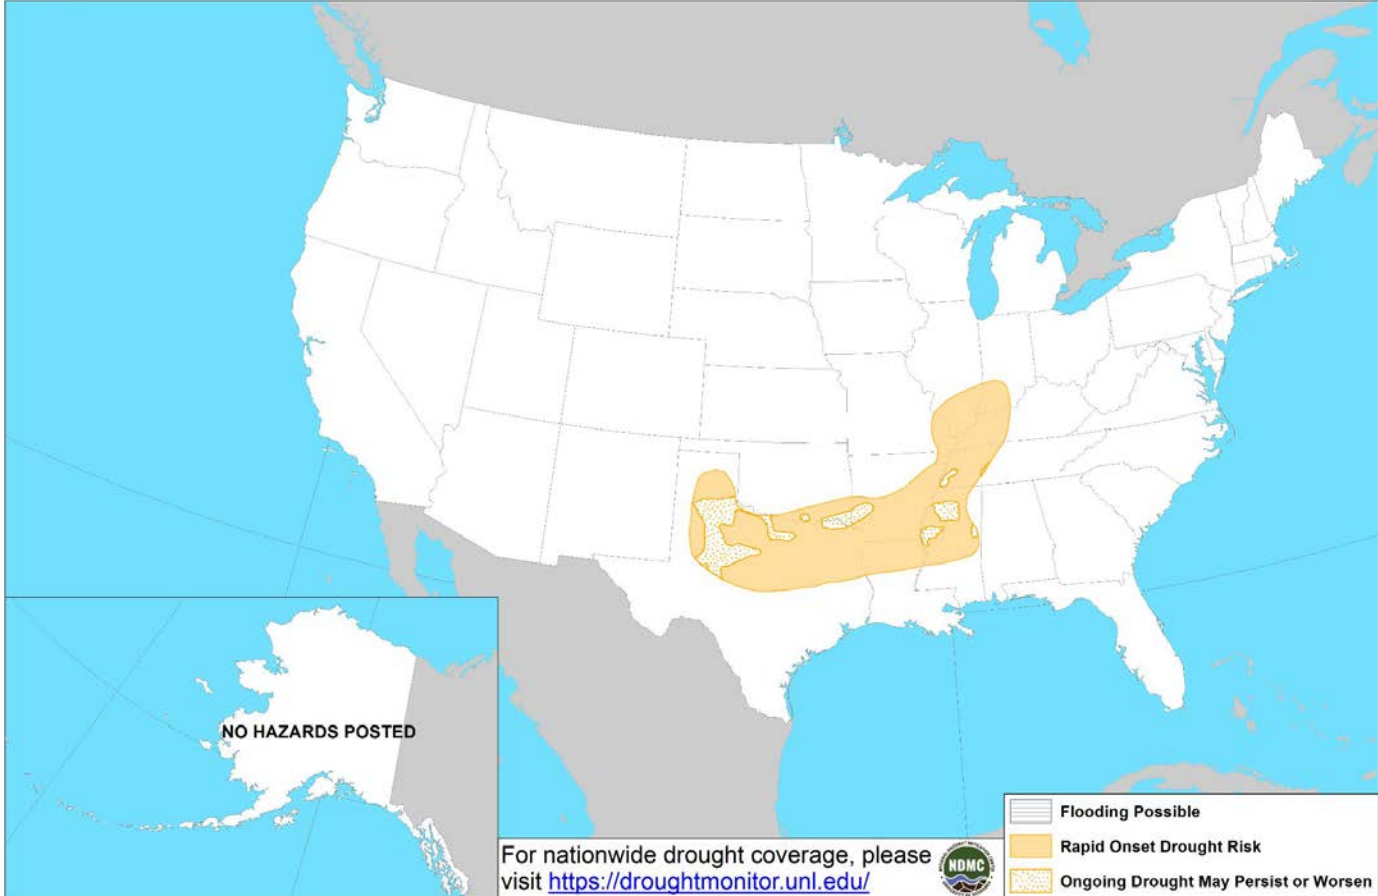 NO HAZARDS POSTED
For nationwide drought coverage, please
visit https://droughtmonitor.unl.edu/
NDMC
Flooding Possible
Rapid Onset Drought Risk
Ongoing Drought May Persist or Worsen